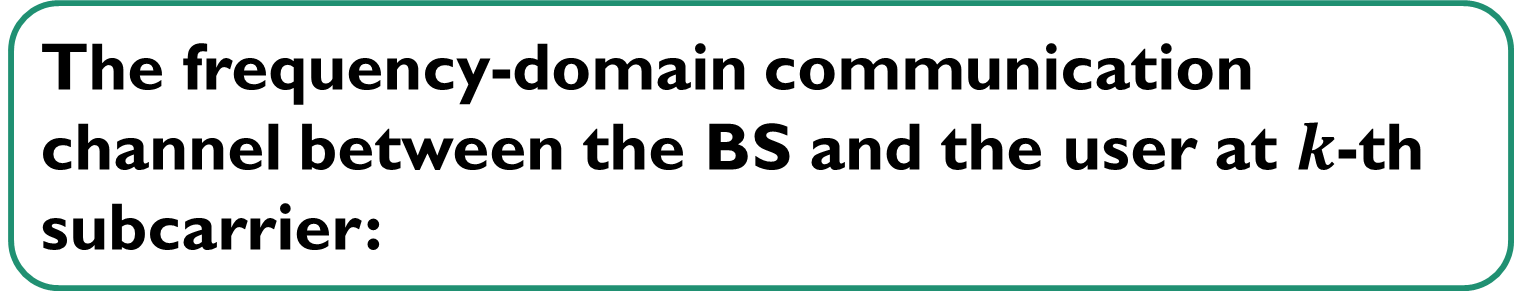 The frequency-domain communication
channel between the BS and the user at k-th
subcarrier: